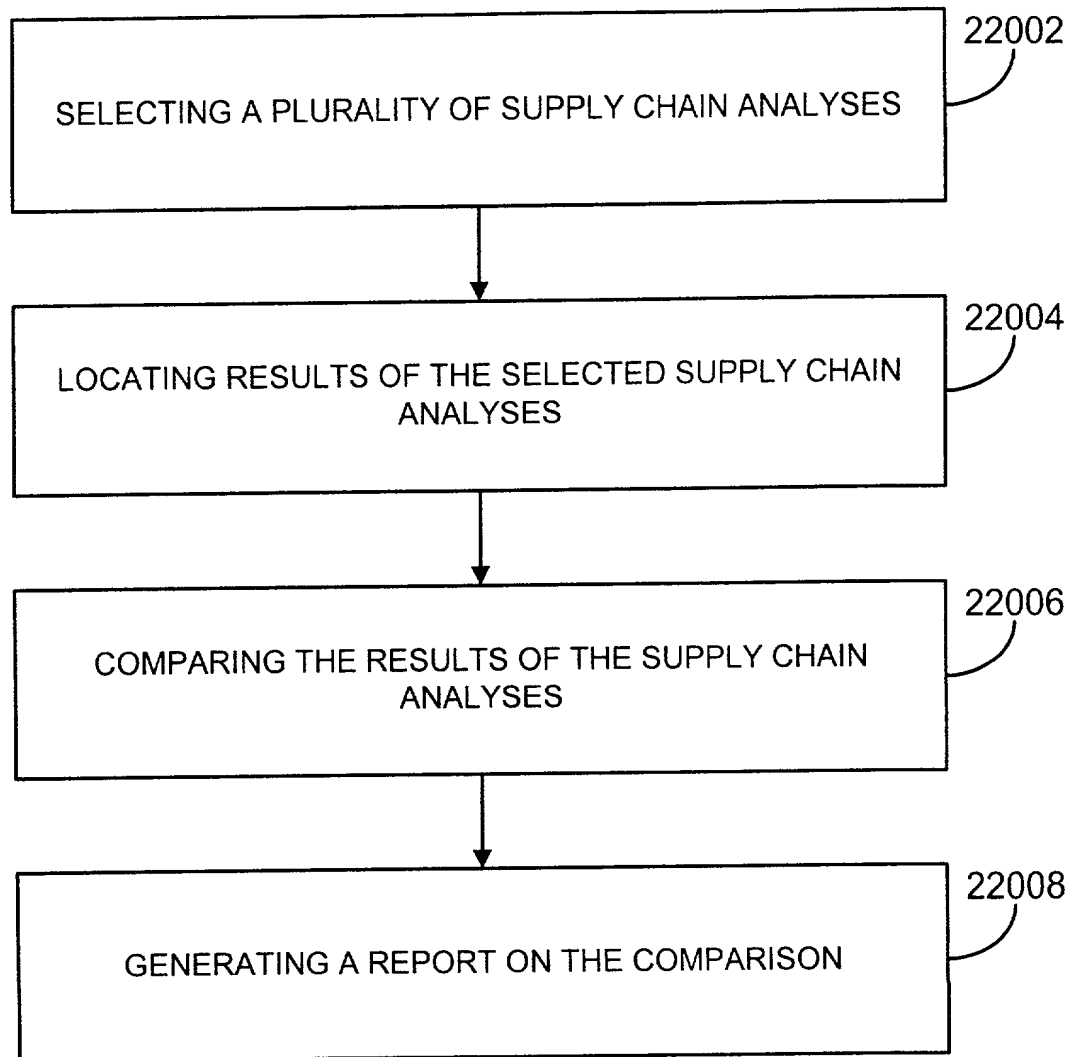 22002
SELECTING A PLURALITY OF SUPPLY CHAIN ANALYSES
22004
LOCATING RESULTS OF THE SELECTED SUPPLY CHAIN
ANALYSES
22006
COMPARING THE RESULTS OF THE SUPPLY CHAIN
ANALYSES
22008
GENERATING A REPORT ON THE COMPARISON